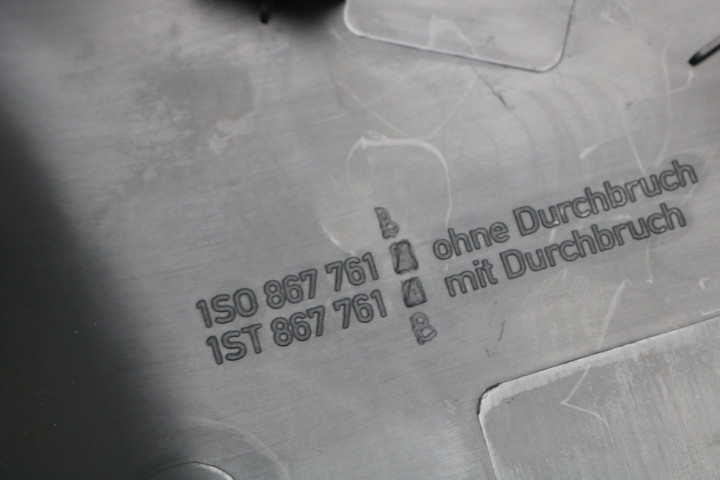 B
1S0 867 761 A ohne Durchbruch
1ST 867 761 A mit Durchbruch
B